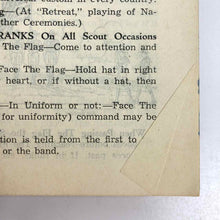 custom in every country.
g—(At "Retreat," playing of Na-
ther Ceremonies.)
RANKS On All Scout Occasions
The Flag—Come to attention and
Face The Flag—Hold hat in right
r heart, or if without a hat, then
—In Uniform or not:—Face The
for uniformity) command may be
tion is held from the first to
or the band.